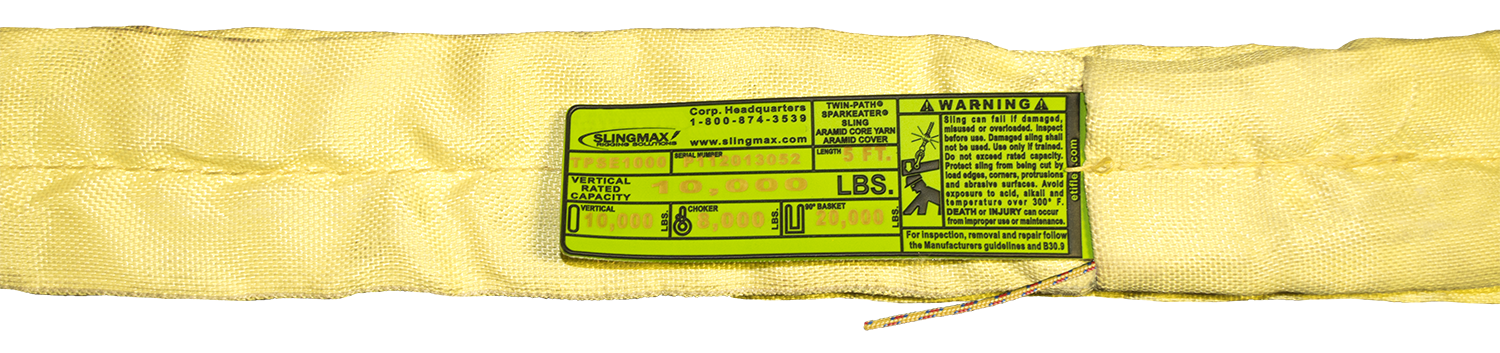 Corp. Headquarters
1-800-874-3539
SLINGMAX
RIGGING SOLUTIONS
www.slingmax.com
TWIN-PATH®
SPARKEATER®
SLING
ARAMID CORE YARN
ARAMID COVER
TPSE1000
SERIAL NUMBER
LENGTH 5 FT.
VERTICAL
RATED
CAPACITY
10,000 LBS.
VERTICAL
10,000 LBS.
CHOKER
8,000 LBS.
90° BASKET
20,000 LBS.
WARNING
Sling can fail if damaged,
misused or overloaded. Inspect
before use. Damaged sling shall
not be used. Use only if trained.
Do not exceed rated capacity.
Protect sling from being cut by
load edges, corners, protrusions
and abrasive surfaces. Avoid
exposure to acid, alkali and
temperature over 300° F.
DEATH or INJURY can occur
from improper use or maintenance.
For inspection, removal and repair follow
the Manufacturers guidelines and B30.9